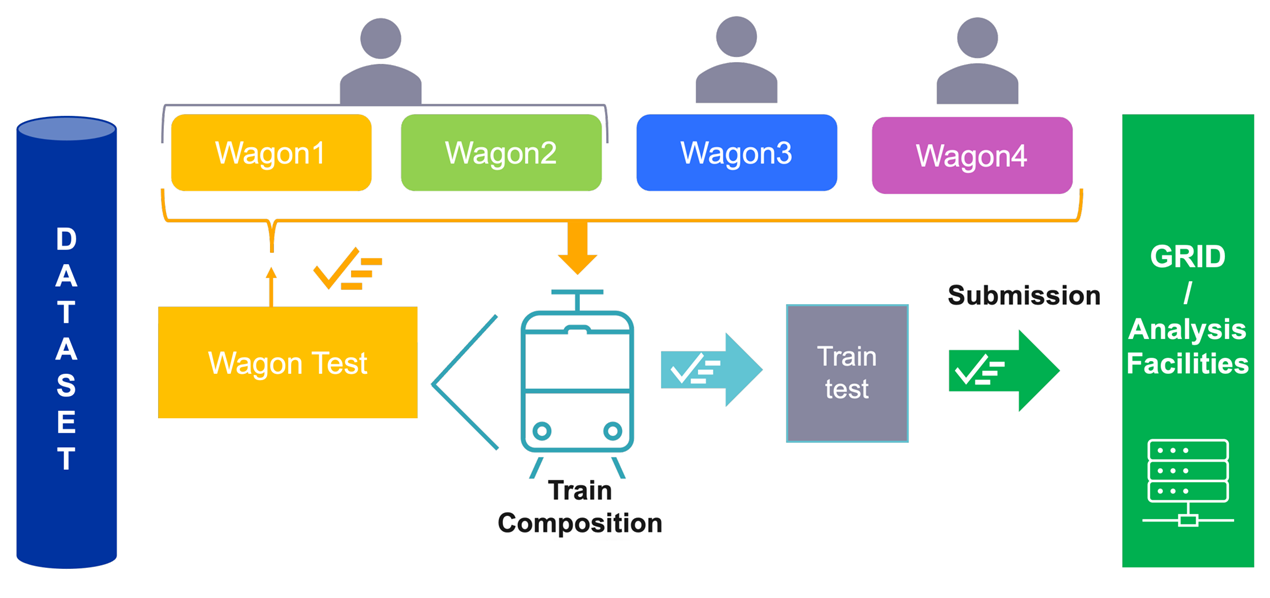 Wagon1
Wagon2
Wagon3
Wagon4
D
A
T
A
S
E
T
Wagon Test
Train
Composition
Train
test
Submission
GRID
/
Analysis
Facilities